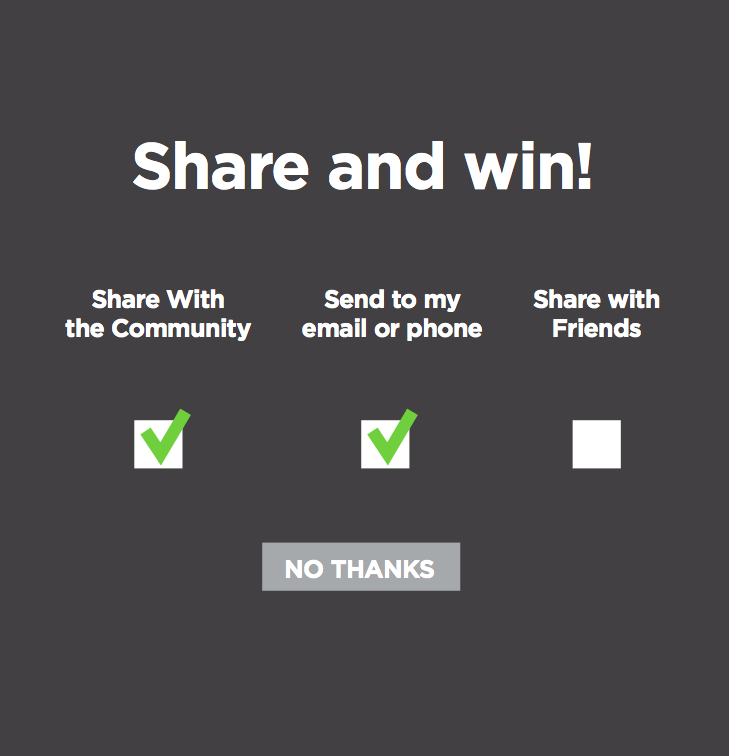 Share and win!
Share With
the Community
Send to my
email or phone
Share with
Friends
NO THANKS